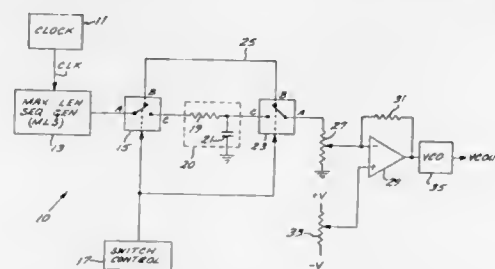 CLOCK
11
CLK
MAX LEN
SEQ GEN
(MLS)
13
A
B
C
15
25
19
21
20
B
C
A
23
27
31
-
+
29
VCO
35
VCOUT
10
SWITCH
CONTROL
17
+V
33
-V